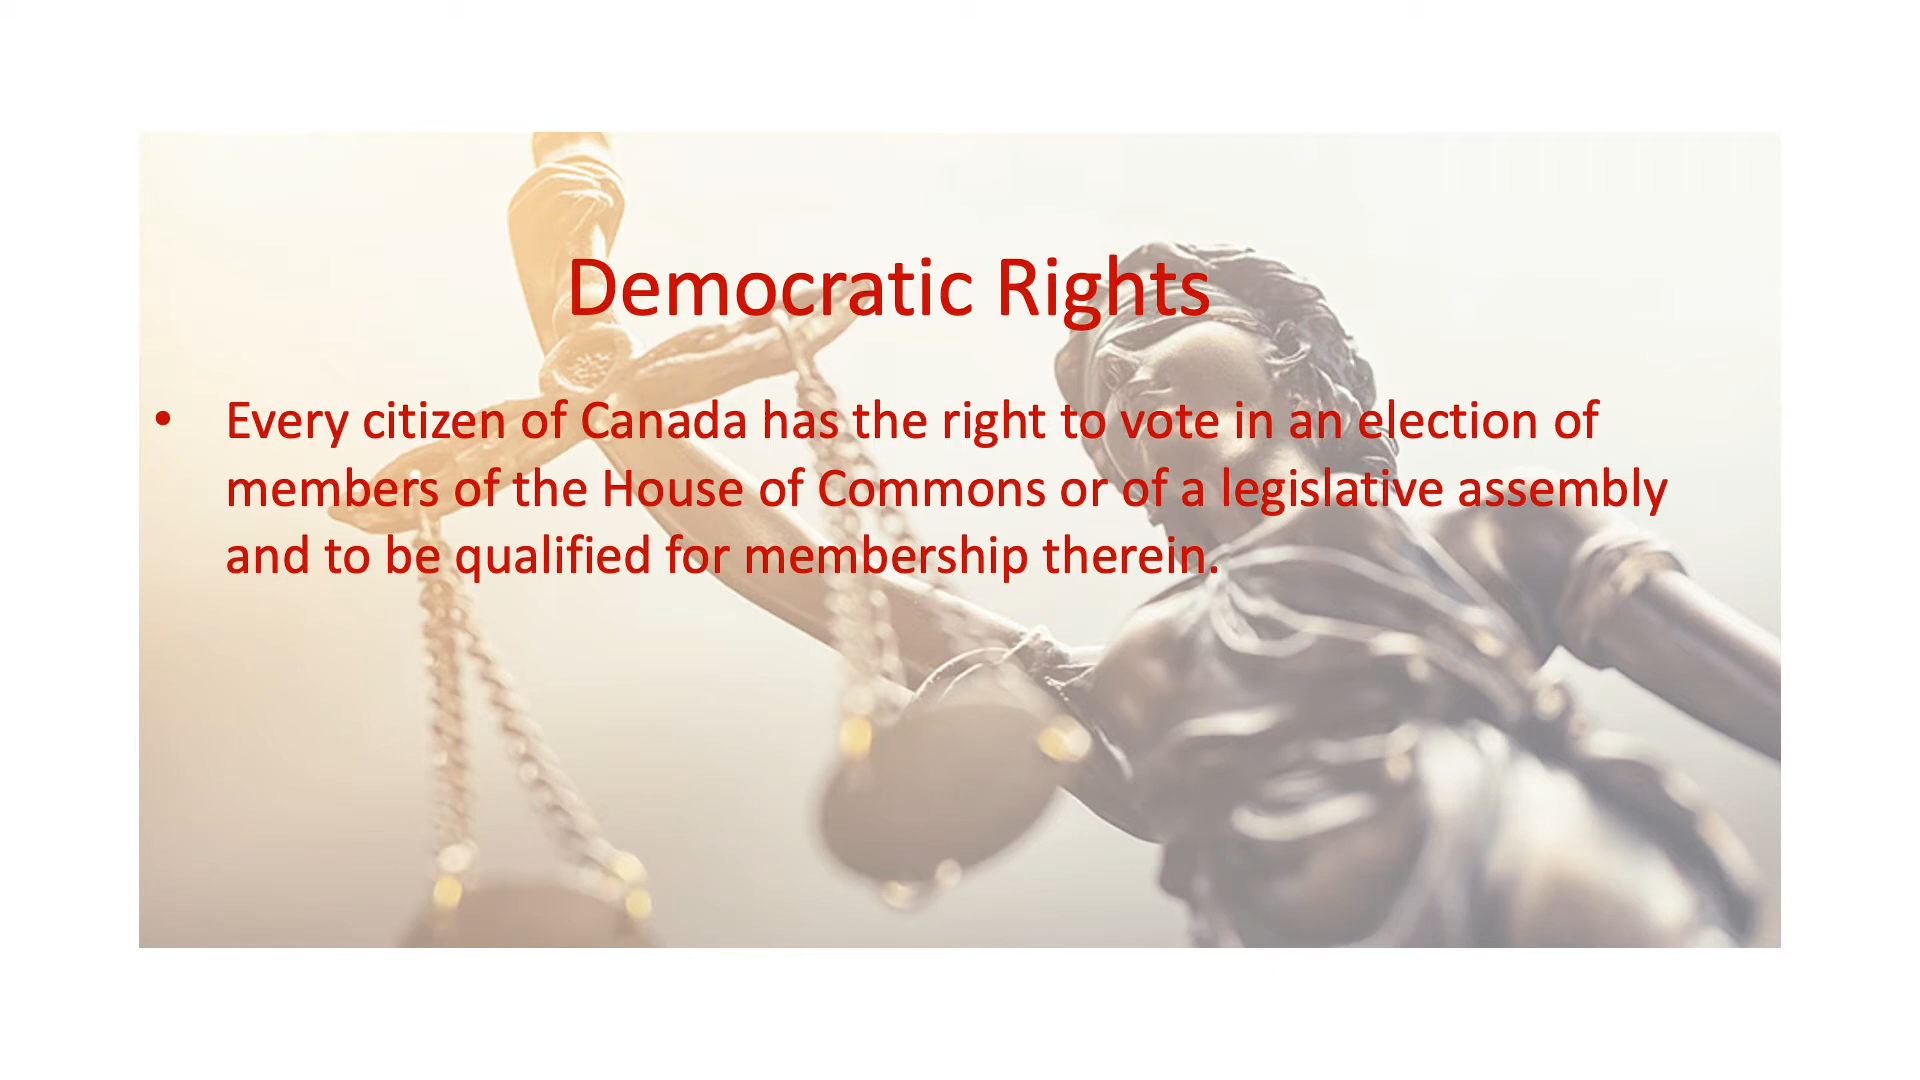 Democratic Rights
• Every citizen of Canada has the right to vote in an election of
members of the House of Commons or of a legislative assembly
and to be qualified for membership therein.